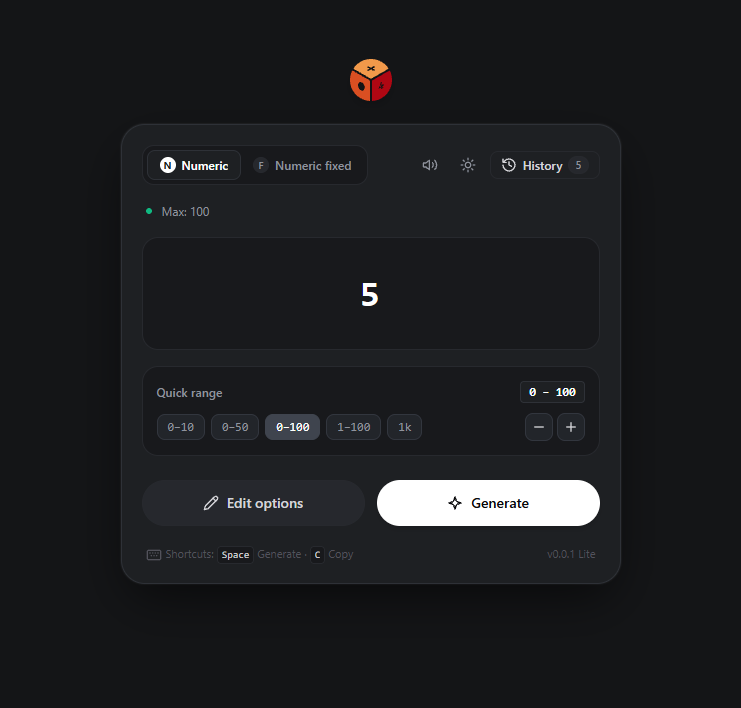 N Numeric F Numeric fixed History 5
Max: 100
5
Quick range 0 – 100
0–10 0–50 0–100 1–100 1k − +
Edit options Generate
Shortcuts: Space Generate · C Copy v0.0.1 Lite